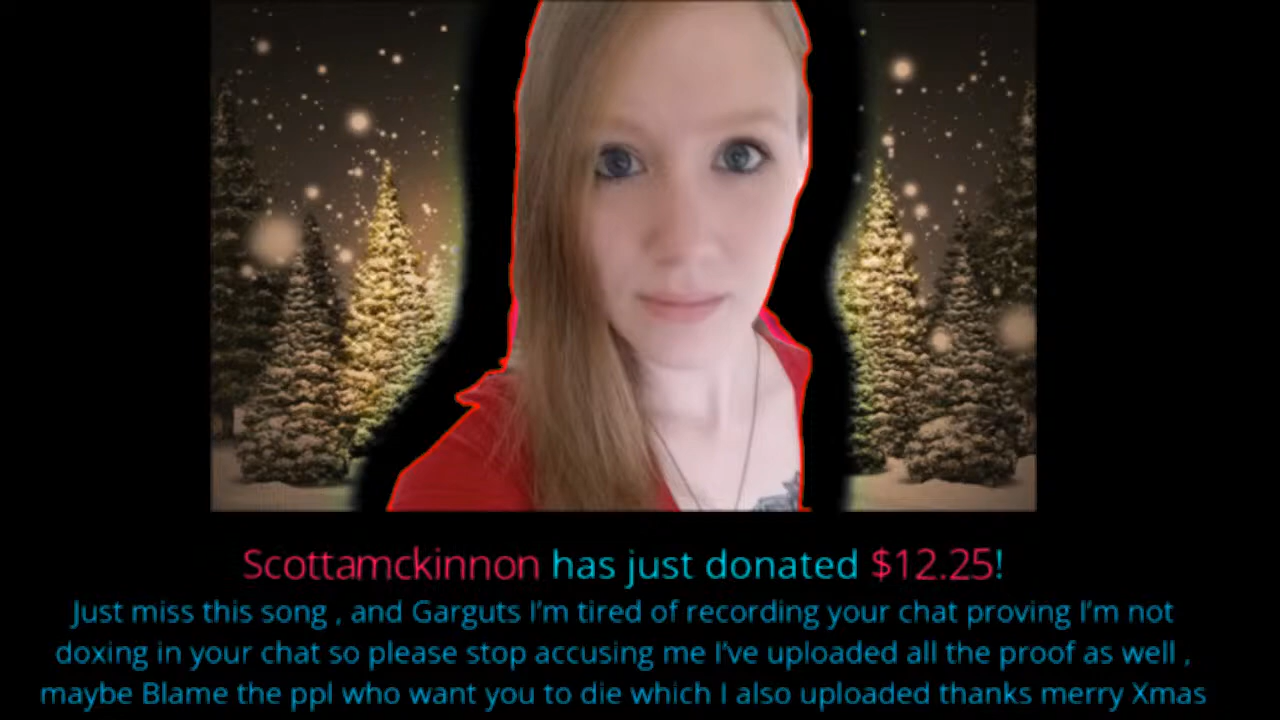 Scottamckinnon has just donated $12.25!
Just miss this song , and Garguts I'm tired of recording your chat proving I'm not
doxing in your chat so please stop accusing me I've uploaded all the proof as well ,
maybe Blame the ppl who want you to die which I also uploaded thanks merry Xmas